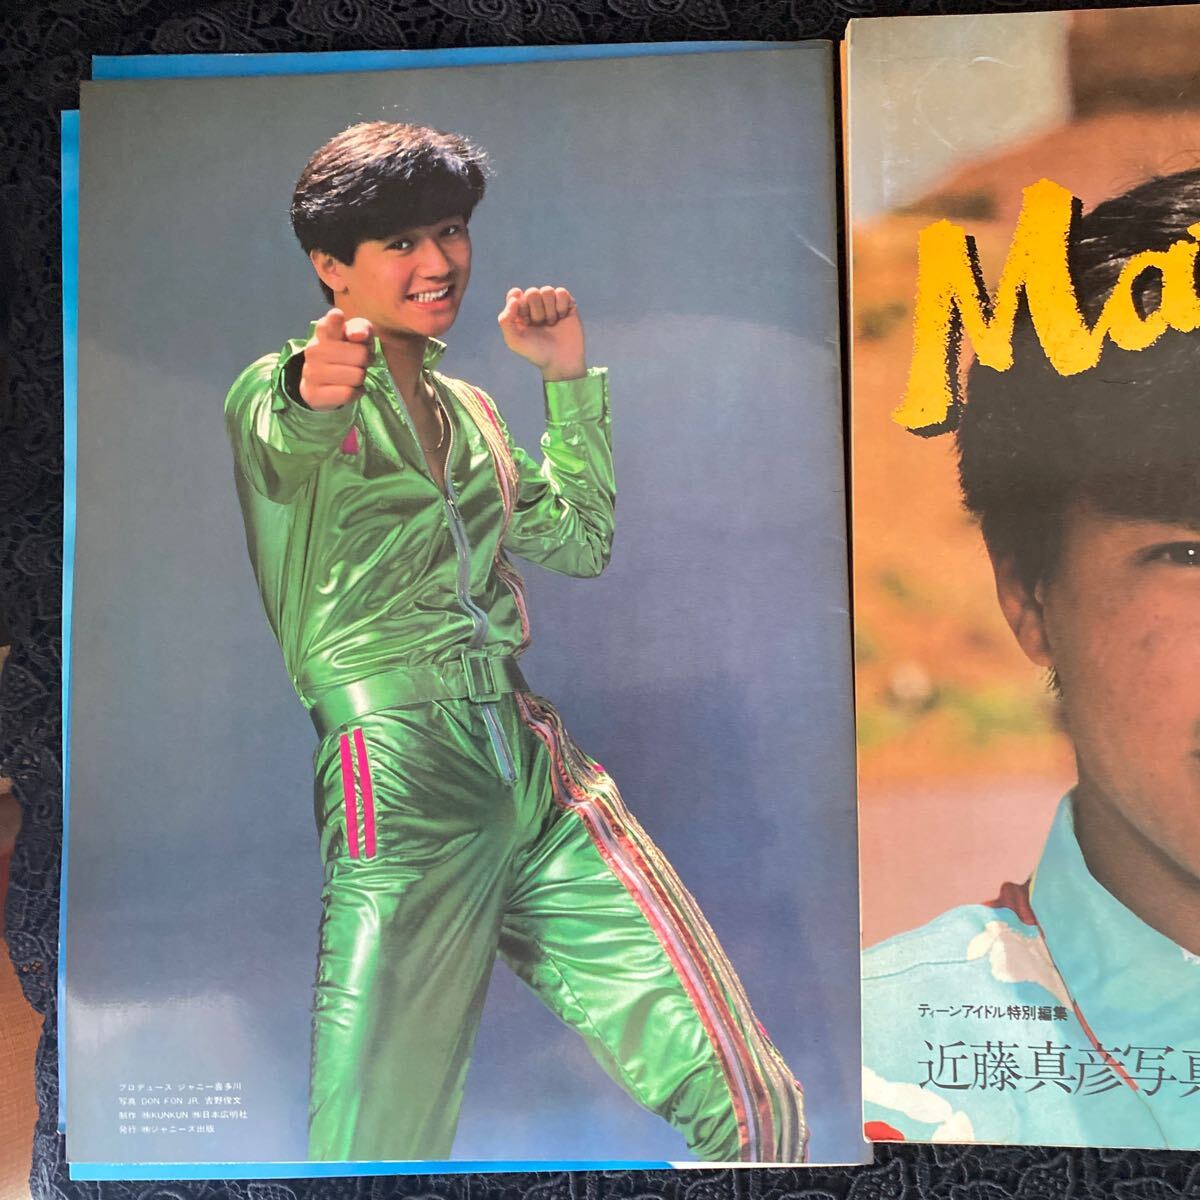 プロデュース ジャニー喜多川
写真 DON FON JR. 吉野俊文
制作 ㈱KUNKUN ㈱日本広明社
発行 ㈱ジャニーズ出版
Ma
ティーンアイドル特別編集
近藤真彦写真